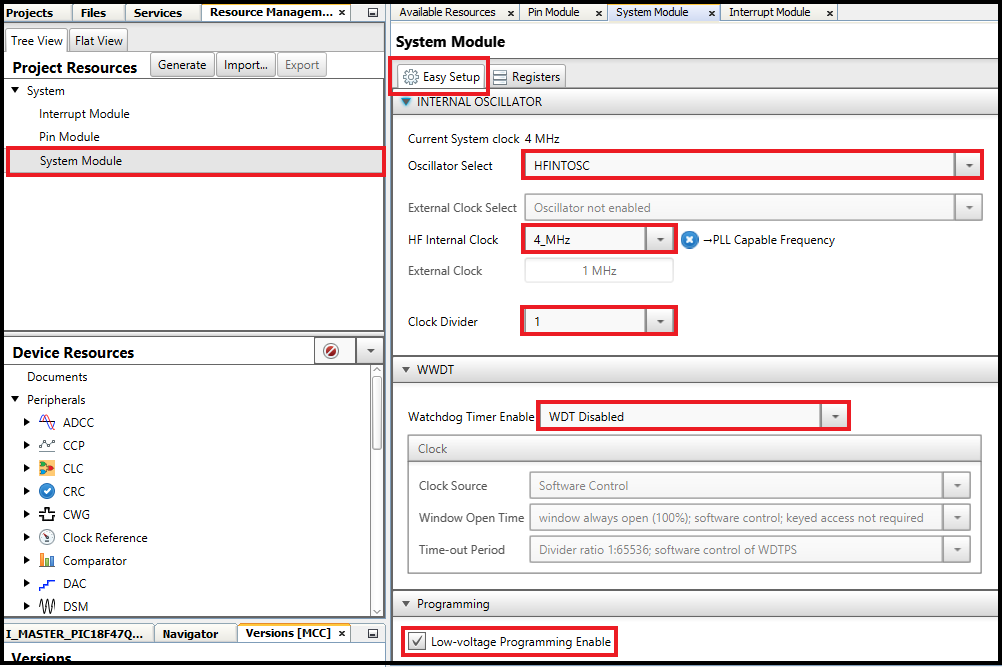 Projects Files Services Resource Managem... ×
Tree View Flat View
Project Resources Generate Import... Export
System
Interrupt Module
Pin Module
System Module
Device Resources
Documents
Peripherals
ADCC
CCP
CLC
CRC
CWG
Clock Reference
Comparator
DAC
DSM
I_MASTER_PIC18F47Q... Navigator Versions [MCC] ×
Versions
Available Resources × Pin Module × System Module × Interrupt Module ×
System Module
Easy Setup Registers
INTERNAL OSCILLATOR
Current System clock 4 MHz
Oscillator Select HFINTOSC
External Clock Select Oscillator not enabled
HF Internal Clock 4_MHz →PLL Capable Frequency
External Clock 1 MHz
Clock Divider 1
WWDT
Watchdog Timer Enable WDT Disabled
Clock
Clock Source Software Control
Window Open Time window always open (100%); software control; keyed access not required
Time-out Period Divider ratio 1:65536; software control of WDTPS
Programming
Low-voltage Programming Enable